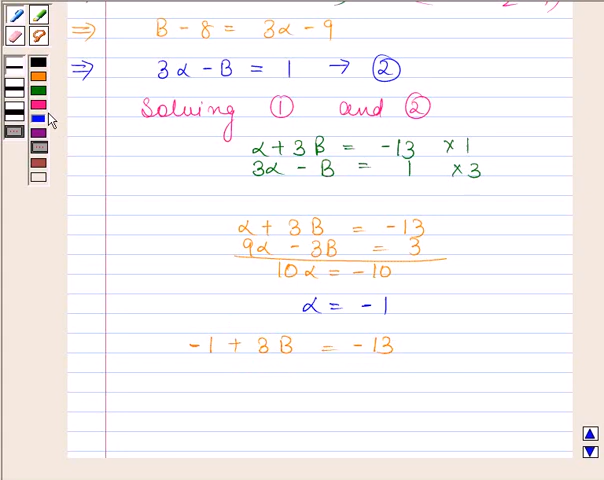 ⇒ B - 8 = 3α - 9
⇒ 3α - B = 1 → ②
Solving ① and ②
α + 3B = -13 ×1
3α - B = 1 ×3
α + 3B = -13
9α - 3B = 3
10α = -10
α = -1
-1 + 3B = -13